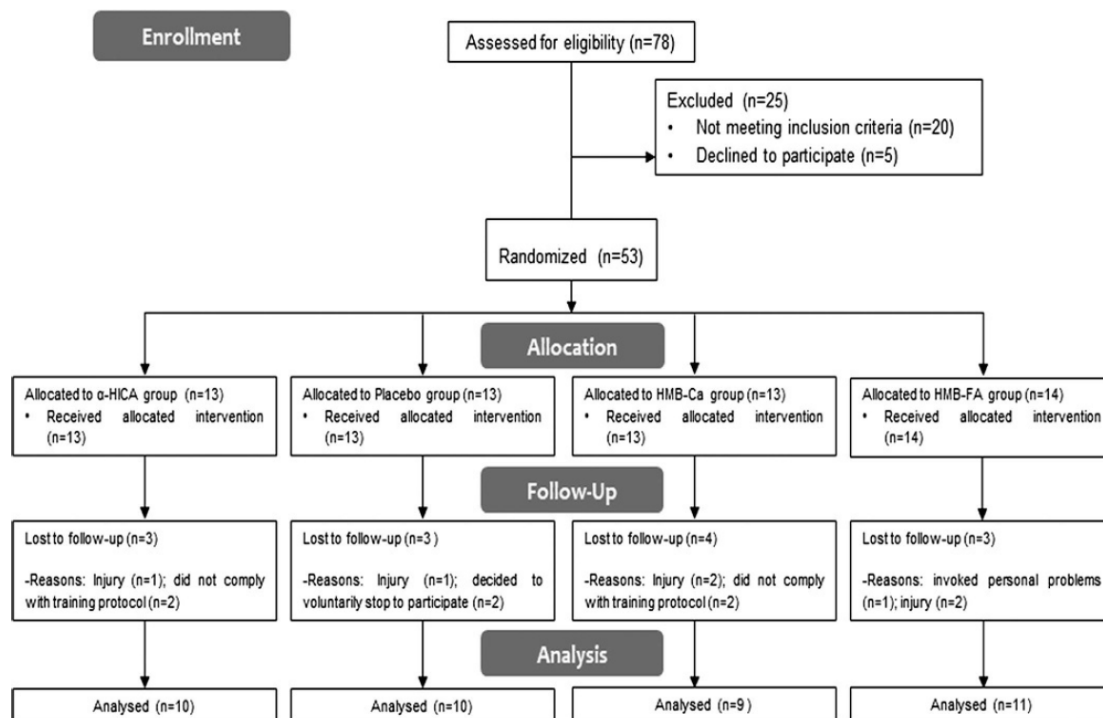 Enrollment
Assessed for eligibility (n=78)
Excluded (n=25)
• Not meeting inclusion criteria (n=20)
• Declined to participate (n=5)
Randomized (n=53)
Allocation
Allocated to α-HICA group (n=13)
• Received allocated intervention
(n=13)
Allocated to Placebo group (n=13)
• Received allocated intervention
(n=13)
Allocated to HMB-Ca group (n=13)
• Received allocated intervention
(n=13)
Allocated to HMB-FA group (n=14)
• Received allocated intervention
(n=14)
Follow-Up
Lost to follow-up (n=3)
-Reasons: Injury (n=1); did not comply
with training protocol (n=2)
Lost to follow-up (n=3 )
-Reasons: Injury (n=1); decided to
voluntarily stop to participate (n=2)
Lost to follow-up (n=4)
-Reasons: Injury (n=2); did not comply
with training protocol (n=2)
Lost to follow-up (n=3)
-Reasons: invoked personal problems
(n=1); injury (n=2)
Analysis
Analysed (n=10)
Analysed (n=10)
Analysed (n=9 )
Analysed (n=11)